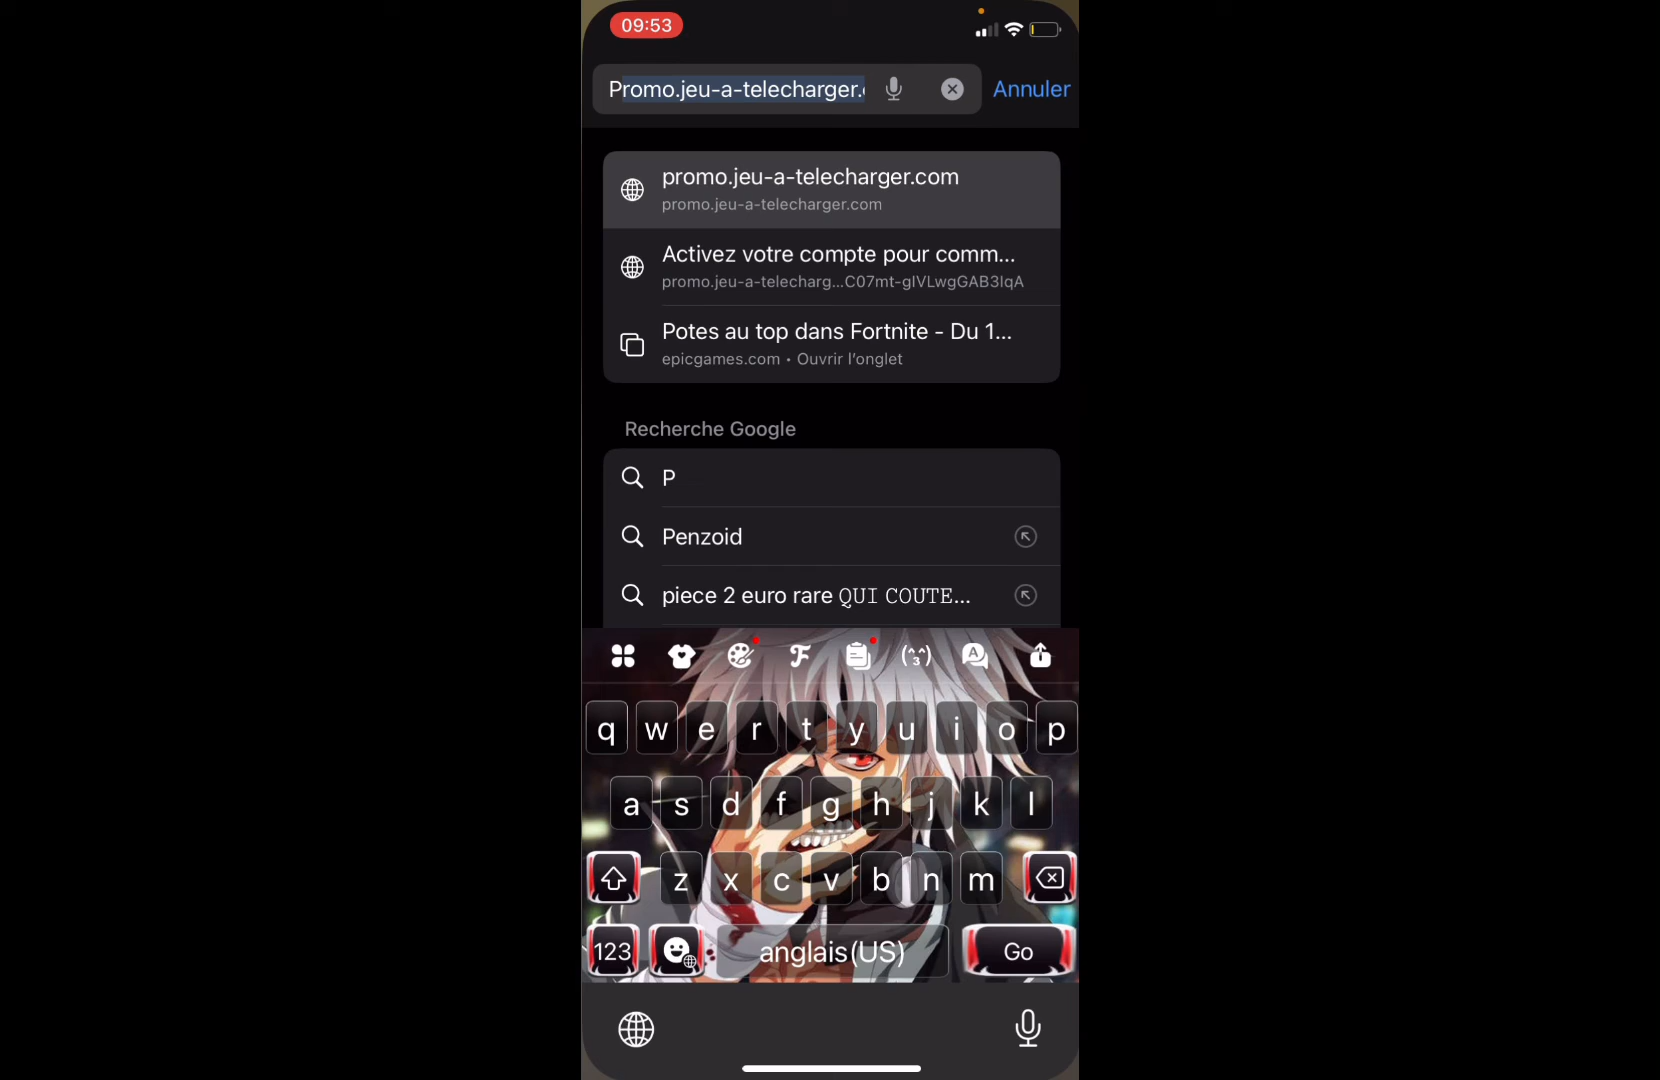 09:53
Promo.jeu-a-telecharger.
Annuler
promo.jeu-a-telecharger.com
promo.jeu-a-telecharger.com
Activez votre compte pour comm...
promo.jeu-a-telecharg...C07mt-gIVLwgGAB3IqA
Potes au top dans Fortnite - Du 1...
epicgames.com • Ouvrir l'onglet
Recherche Google
P
Penzoid
piece 2 euro rare QUI COUTE...
q w e r t y u i o p
a s d f g h j k l
z x c v b n m
123 anglais(US) Go